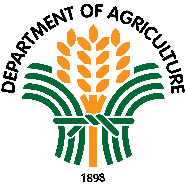 DEPARTMENT OF AGRICULTURE
1898